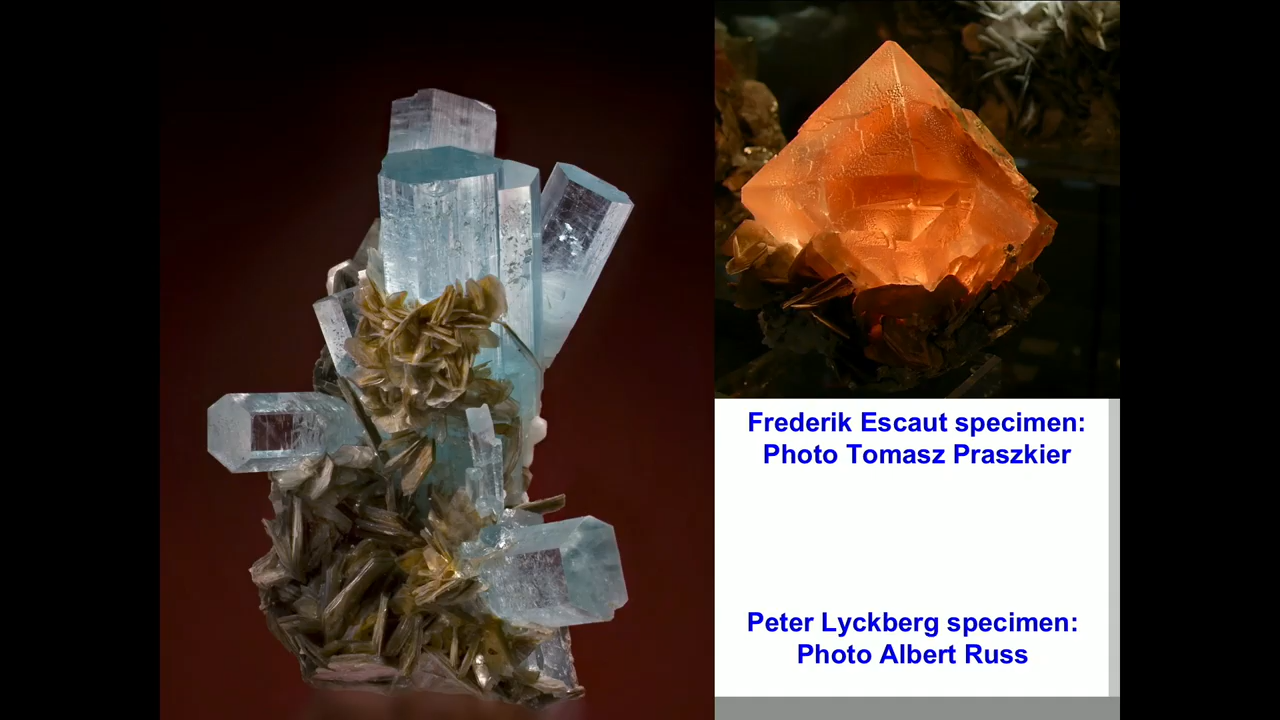 Frederik Escaut specimen:
Photo Tomasz Praszkier
Peter Lyckberg specimen:
Photo Albert Russ